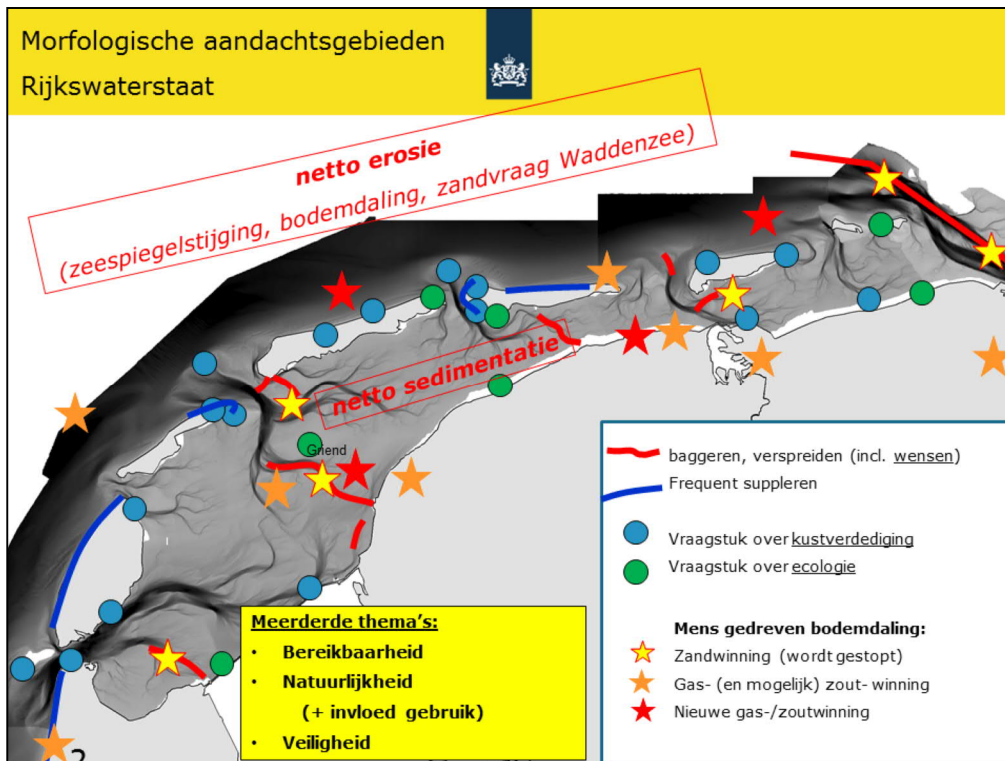 Morfologische aandachtsgebieden
Rijkswaterstaat
netto erosie
(zeespiegelstijging, bodemdaling, zandvraag Waddenzee)
netto sedimentatie
Griend
baggeren, verspreiden (incl. wensen)
Frequent suppleren
Vraagstuk over kustverdediging
Vraagstuk over ecologie
Mens gedreven bodemdaling:
Zandwinning (wordt gestopt)
Gas- (en mogelijk) zout- winning
Nieuwe gas-/zoutwinning
Meerderde thema's:
• Bereikbaarheid
• Natuurlijkheid
(+ invloed gebruik)
• Veiligheid